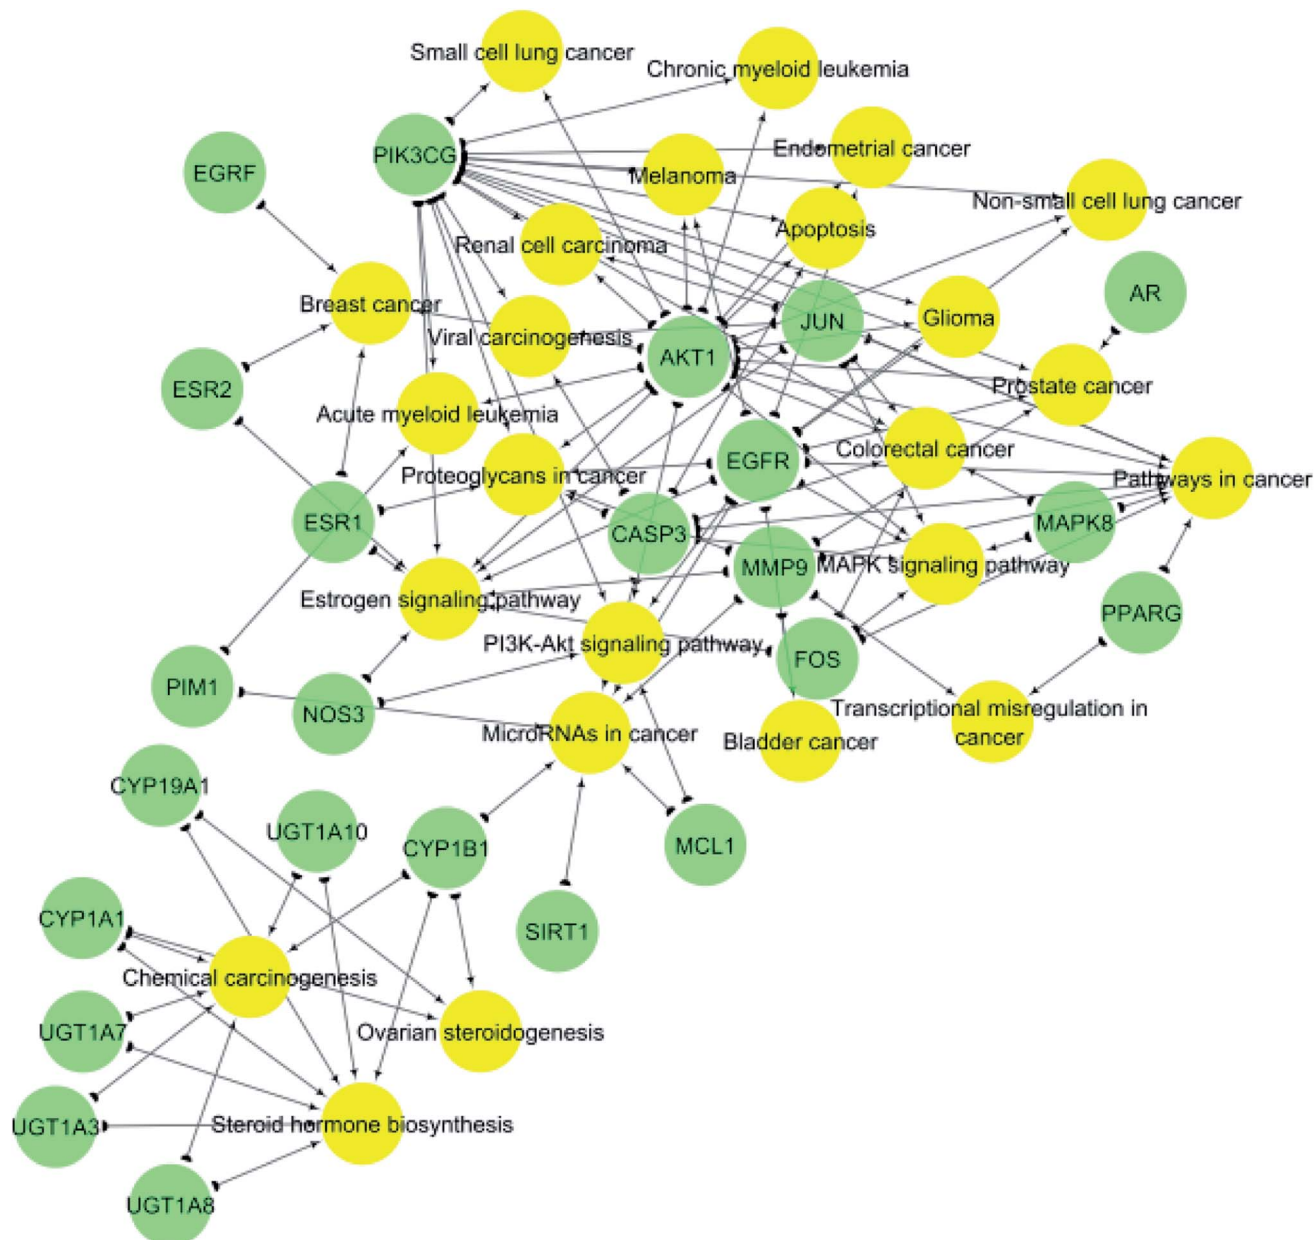 Small cell lung cancer
Chronic myeloid leukemia
PIK3CG
Endometrial cancer
EGRF
Melanoma
Non-small cell lung cancer
Apoptosis
Renal cell carcinoma
AR
Breast cancer
Glioma
JUN
Viral carcinogenesis
AKT1
Prostate cancer
ESR2
Acute myeloid leukemia
Colorectal cancer
EGFR
Proteoglycans in cancer
Pathways in cancer
ESR1
MAPK8
CASP3
MMP9
MAPK signaling pathway
Estrogen signaling pathway
PPARG
PI3K-Akt signaling pathway
FOS
PIM1
Transcriptional misregulation in
cancer
NOS3
MicroRNAs in cancer
Bladder cancer
CYP19A1
UGT1A10
CYP1B1
MCL1
CYP1A1
SIRT1
Chemical carcinogenesis
UGT1A7
Ovarian steroidogenesis
UGT1A3
Steroid hormone biosynthesis
UGT1A8